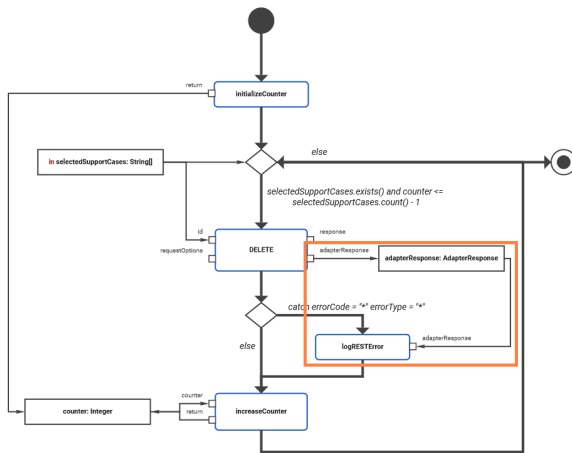 return
initializeCounter
else
in selectedSupportCases: String[]
selectedSupportCases.exists() and counter <=
selectedSupportCases.count() - 1
id
response
requestOptions
DELETE
adapterResponse
adapterResponse: AdapterResponse
catch errorCode = "*" errorType = "*"
else
logRESTError
adapterResponse
counter
counter: Integer
return
increaseCounter